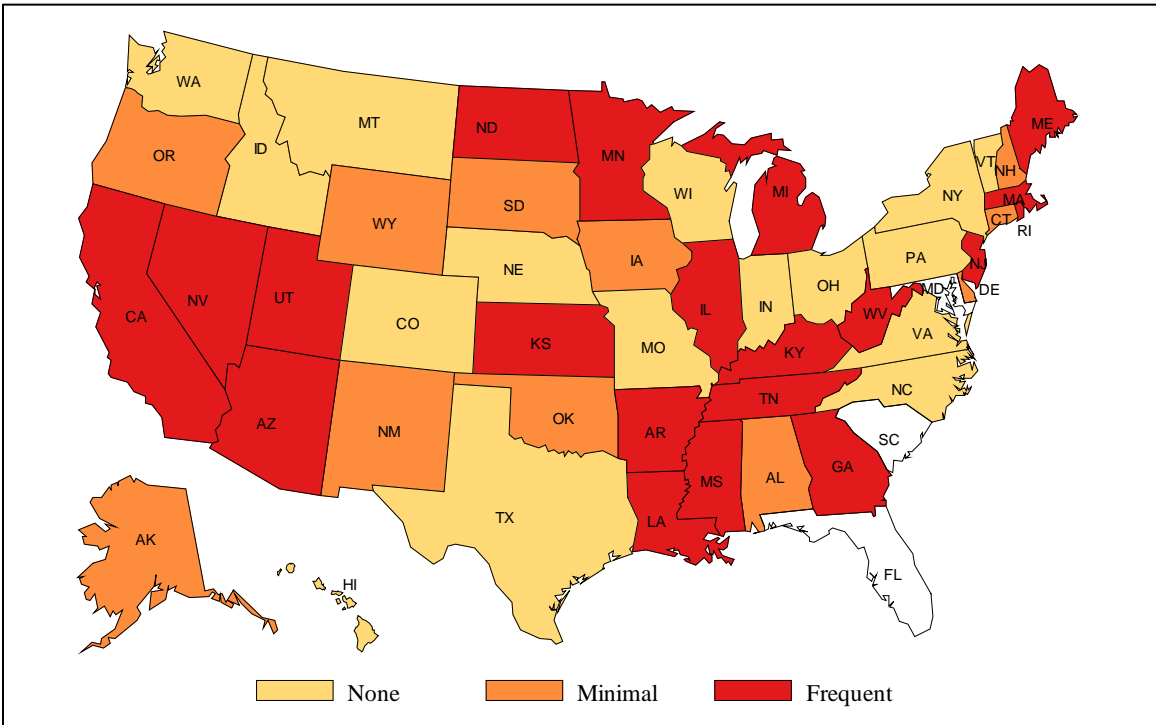 WA
MT
ND
MN
ME
OR
ID
WI
MI
VT
NH
NY
MA
CT
RI
WY
SD
IA
PA
NJ
NE
NV
UT
CO
IL
IN
OH
MD
DE
WV
VA
CA
KS
MO
KY
NC
TN
AZ
NM
OK
AR
SC
MS
AL
GA
TX
LA
AK
HI
FL
None
Minimal
Frequent